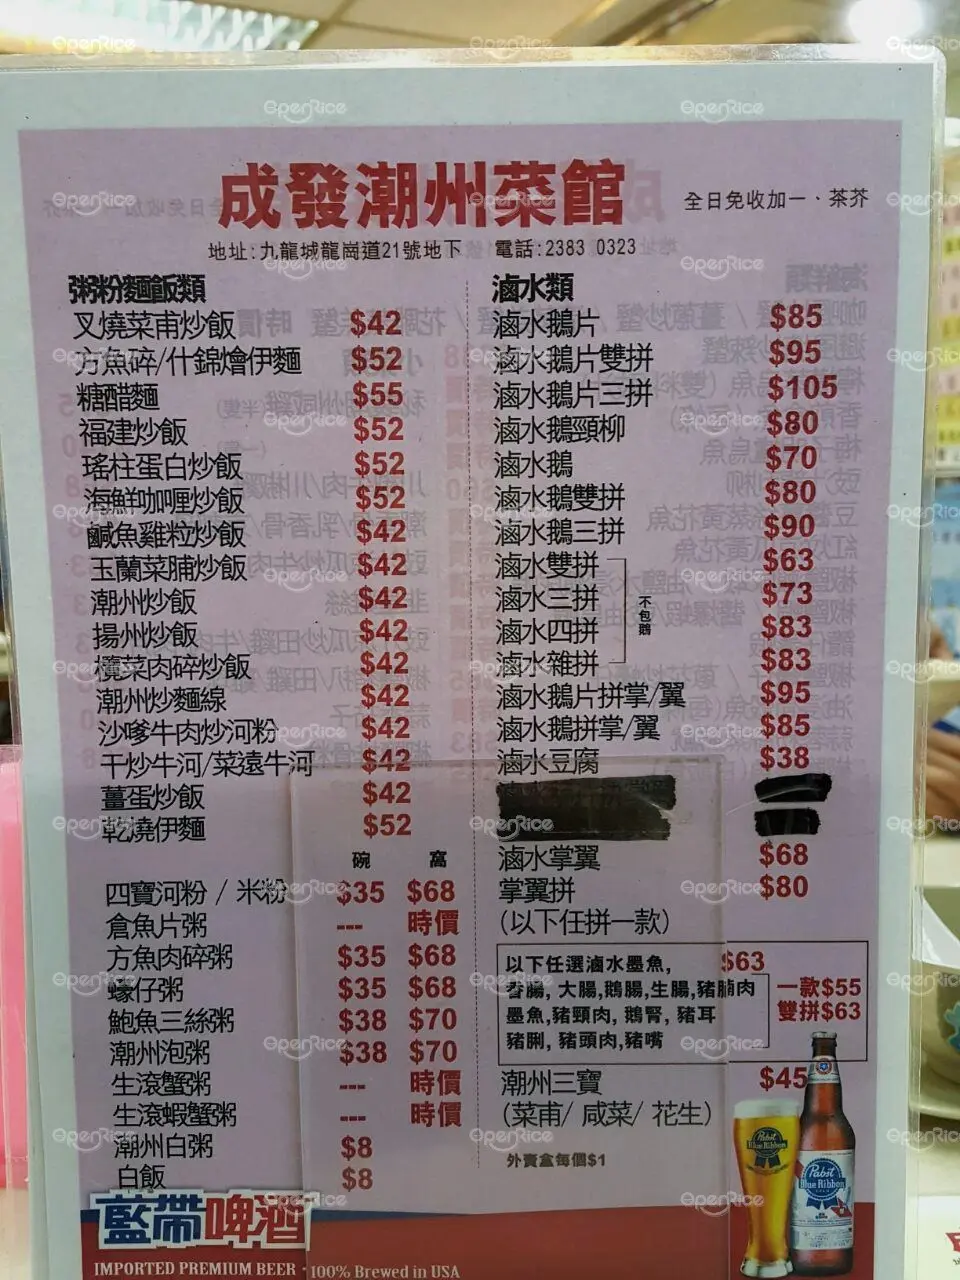 成發潮州菜館
全日免收加一、茶芥
地址:九龍城龍崗道21號地下 電話:2383 0323
粥粉麵飯類
叉燒菜甫炒飯 $42
方魚碎/什錦燴伊麵 $52
糖醋麵 $55
福建炒飯 $52
瑤柱蛋白炒飯 $52
海鮮咖喱炒飯 $52
鹹魚雞粒炒飯 $42
玉蘭菜脯炒飯 $42
潮州炒飯 $42
揚州炒飯 $42
欖菜肉碎炒飯 $42
潮州炒麵線 $42
沙嗲牛肉炒河粉 $42
干炒牛河/菜遠牛河 $42
薑蛋炒飯 $42
乾燒伊麵 $52
碗 窩
四寶河粉 / 米粉 $35 $68
倉魚片粥 --- 時價
方魚肉碎粥 $35 $68
蠔仔粥 $35 $68
鮑魚三絲粥 $38 $70
潮州泡粥 $38 $70
生滾蟹粥 --- 時價
生滾蝦蟹粥 --- 時價
潮州白粥 $8
白飯 $8
滷水類
滷水鵝片 $85
滷水鵝片雙拼 $95
滷水鵝片三拼 $105
滷水鵝頸柳 $80
滷水鵝 $70
滷水鵝雙拼 $80
滷水鵝三拼 $90
滷水雙拼 $63
滷水三拼 $73
滷水四拼 $83
滷水雜拼 $83
不包鵝
滷水鵝片拼掌/翼 $95
滷水鵝拼掌/翼 $85
滷水豆腐 $38
滷水掌翼 $68
掌翼拼 $80
(以下任拼一款)
以下任選滷水墨魚, $63
香腸, 大腸,鵝腸,生腸,豬腩肉
墨魚,豬頸肉, 鵝腎, 豬耳
豬脷, 豬頭肉,豬嘴
一款$55
雙拼$63
潮州三寶 $45
(菜甫/ 咸菜/ 花生)
外賣盒每個$1
藍帶啤酒
IMPORTED PREMIUM BEER · 100% Brewed in USA
Pabst
Blue Ribbon
Pabst
Blue Ribbon
OpenRice